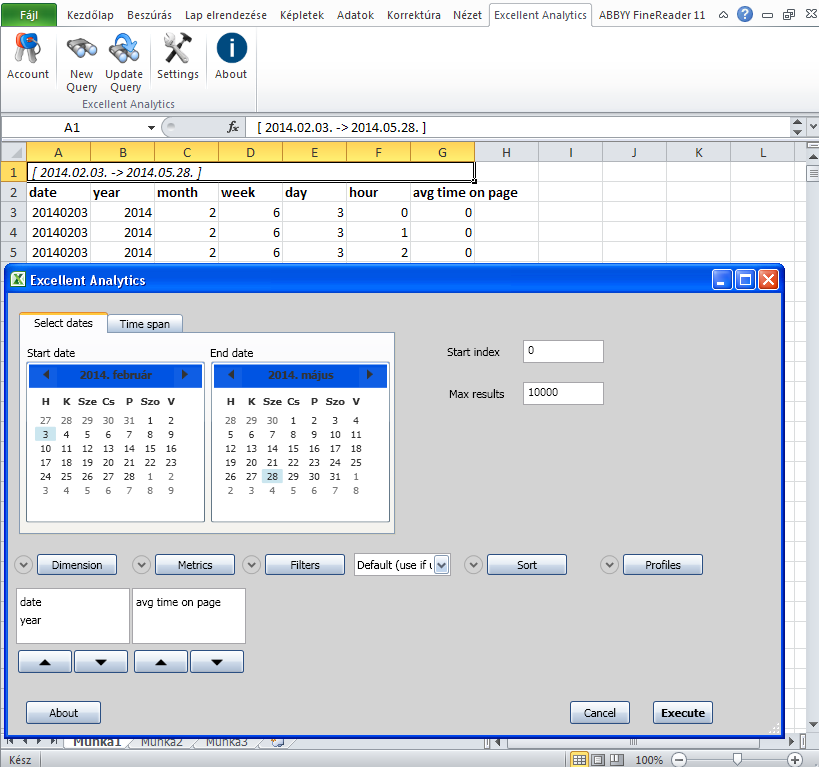 Fájl Kezdőlap Beszúrás Lap elrendezése Képletek Adatok Korrektúra Nézet Excellent Analytics ABBYY FineReader 11
Account New Query Update Query Settings About
Excellent Analytics
A1 fx [ 2014.02.03. -> 2014.05.28. ]
A B C D E F G H I J K L
1 [ 2014.02.03. -> 2014.05.28. ]
2 date year month week day hour avg time on page
3 20140203 2014 2 6 3 0 0
4 20140203 2014 2 6 3 1 0
5 20140203 2014 2 6 3 2 0
Excellent Analytics
Select dates Time span
Start date End date
Start index 0
Max results 10000
2014. február
H K Sze Cs P Szo V
27 28 29 30 31 1 2
3 4 5 6 7 8 9
10 11 12 13 14 15 16
17 18 19 20 21 22 23
24 25 26 27 28 1 2
3 4 5 6 7 8 9
2014. május
H K Sze Cs P Szo V
28 29 30 1 2 3 4
5 6 7 8 9 10 11
12 13 14 15 16 17 18
19 20 21 22 23 24 25
26 27 28 29 30 31 1
2 3 4 5 6 7 8
Dimension Metrics Filters Default (use if Sort Profiles
date avg time on page
year
About Cancel Execute
Munka1 Munka2 Munka3
Kész 100%